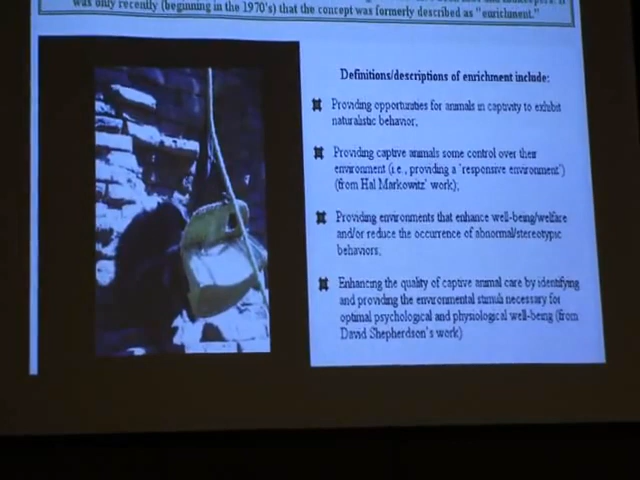 was only recently (beginning in the 1970's) that the concept was formerly described as "enrichment."
Definitions/descriptions of enrichment include:
Providing opportunities for animals in captivity to exhibit
naturalistic behavior;
Providing captive animals some control over their
environment (i.e., providing a 'responsive environment')
(from Hal Markowitz' work);
Providing environments that enhance well-being/welfare
and/or reduce the occurrence of abnormal/stereotypic
behaviors;
Enhancing the quality of captive animal care by identifying
and providing the environmental stimuli necessary for
optimal psychological and physiological well-being (from
David Shepherdson's work)